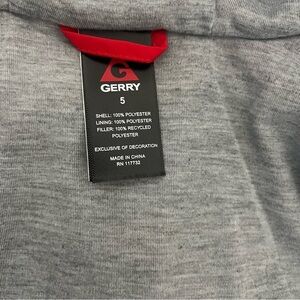 GERRY
5
SHELL: 100% POLYESTER
LINING: 100% POLYESTER
FILLER: 100% RECYCLED
POLYESTER
EXCLUSIVE OF DECORATION
MADE IN CHINA
RN 117732